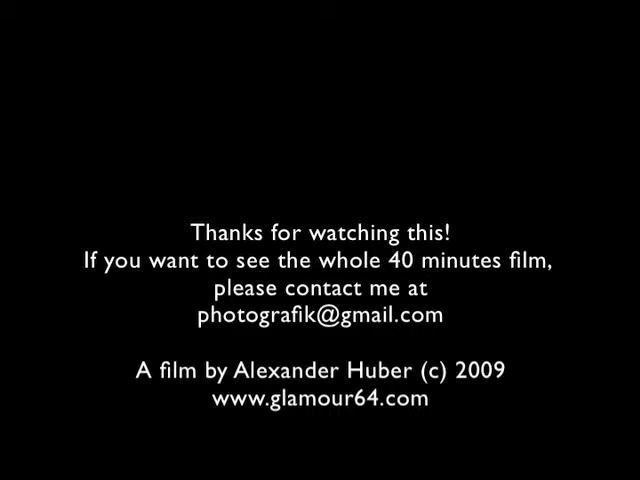 Thanks for watching this!
If you want to see the whole 40 minutes film,
please contact me at
photografik@gmail.com
A film by Alexander Huber (c) 2009
www.glamour64.com